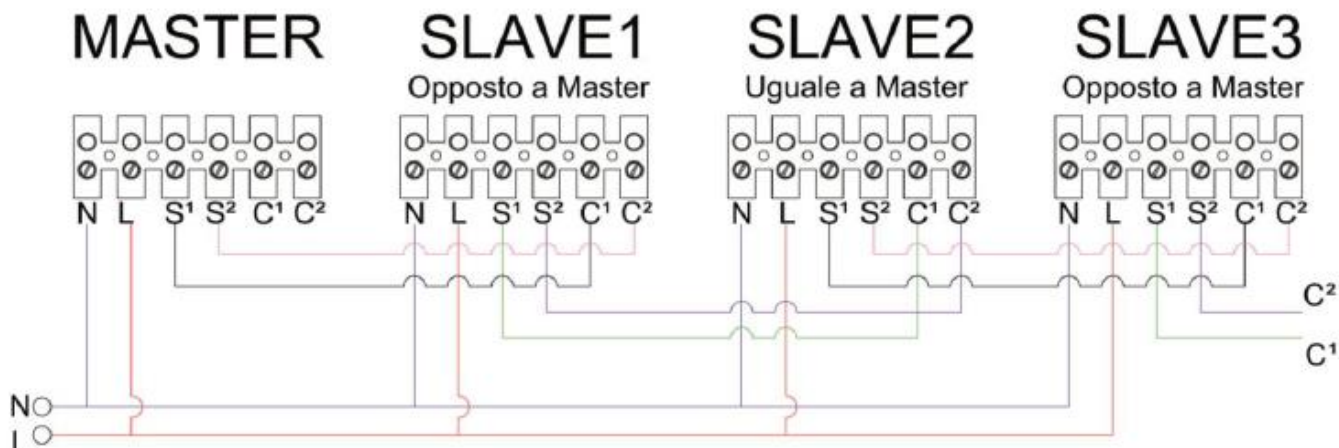 MASTER SLAVE1 SLAVE2 SLAVE3
Opposto a Master Uguale a Master Opposto a Master
N L S¹ S² C¹ C² N L S¹ S² C¹ C² N L S¹ S² C¹ C² N L S¹ S² C¹ C²
C²
C¹
N
L